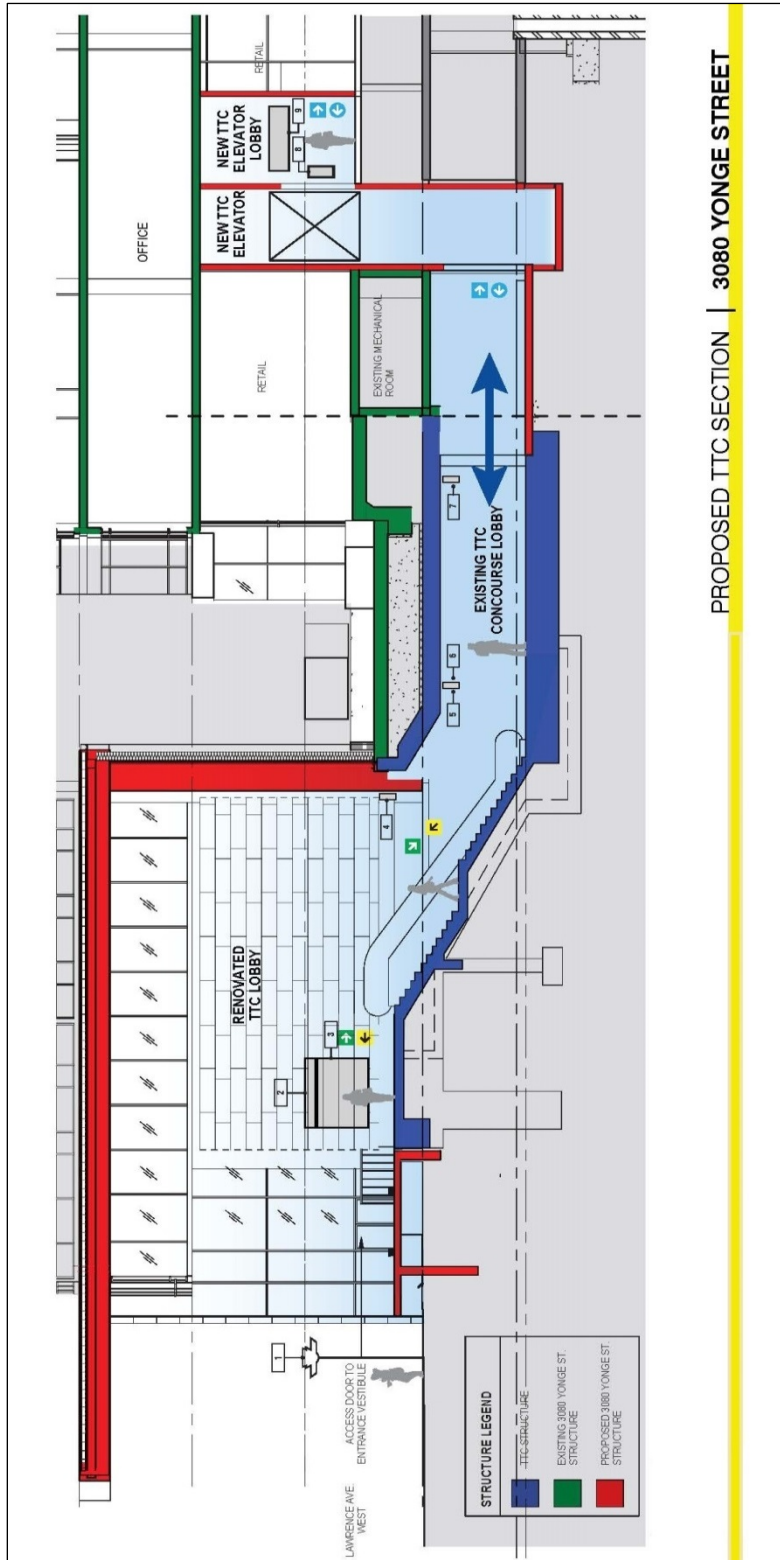 PROPOSED TTC SECTION | 3080 YONGE STREET
OFFICE
RETAIL
RETAIL
NEW TTC
ELEVATOR
LOBBY
NEW TTC
ELEVATOR
EXISTING MECHANICAL
ROOM
RENOVATED
TTC LOBBY
EXISTING TTC
CONCOURSE LOBBY
1
2
3
4
5
6
7
8
9
LAWRENCE AVE.
WEST
ACCESS DOOR TO
ENTRANCE VESTIBULE
STRUCTURE LEGEND
TTC STRUCTURE
EXISTING 3080 YONGE ST.
STRUCTURE
PROPOSED 3080 YONGE ST.
STRUCTURE